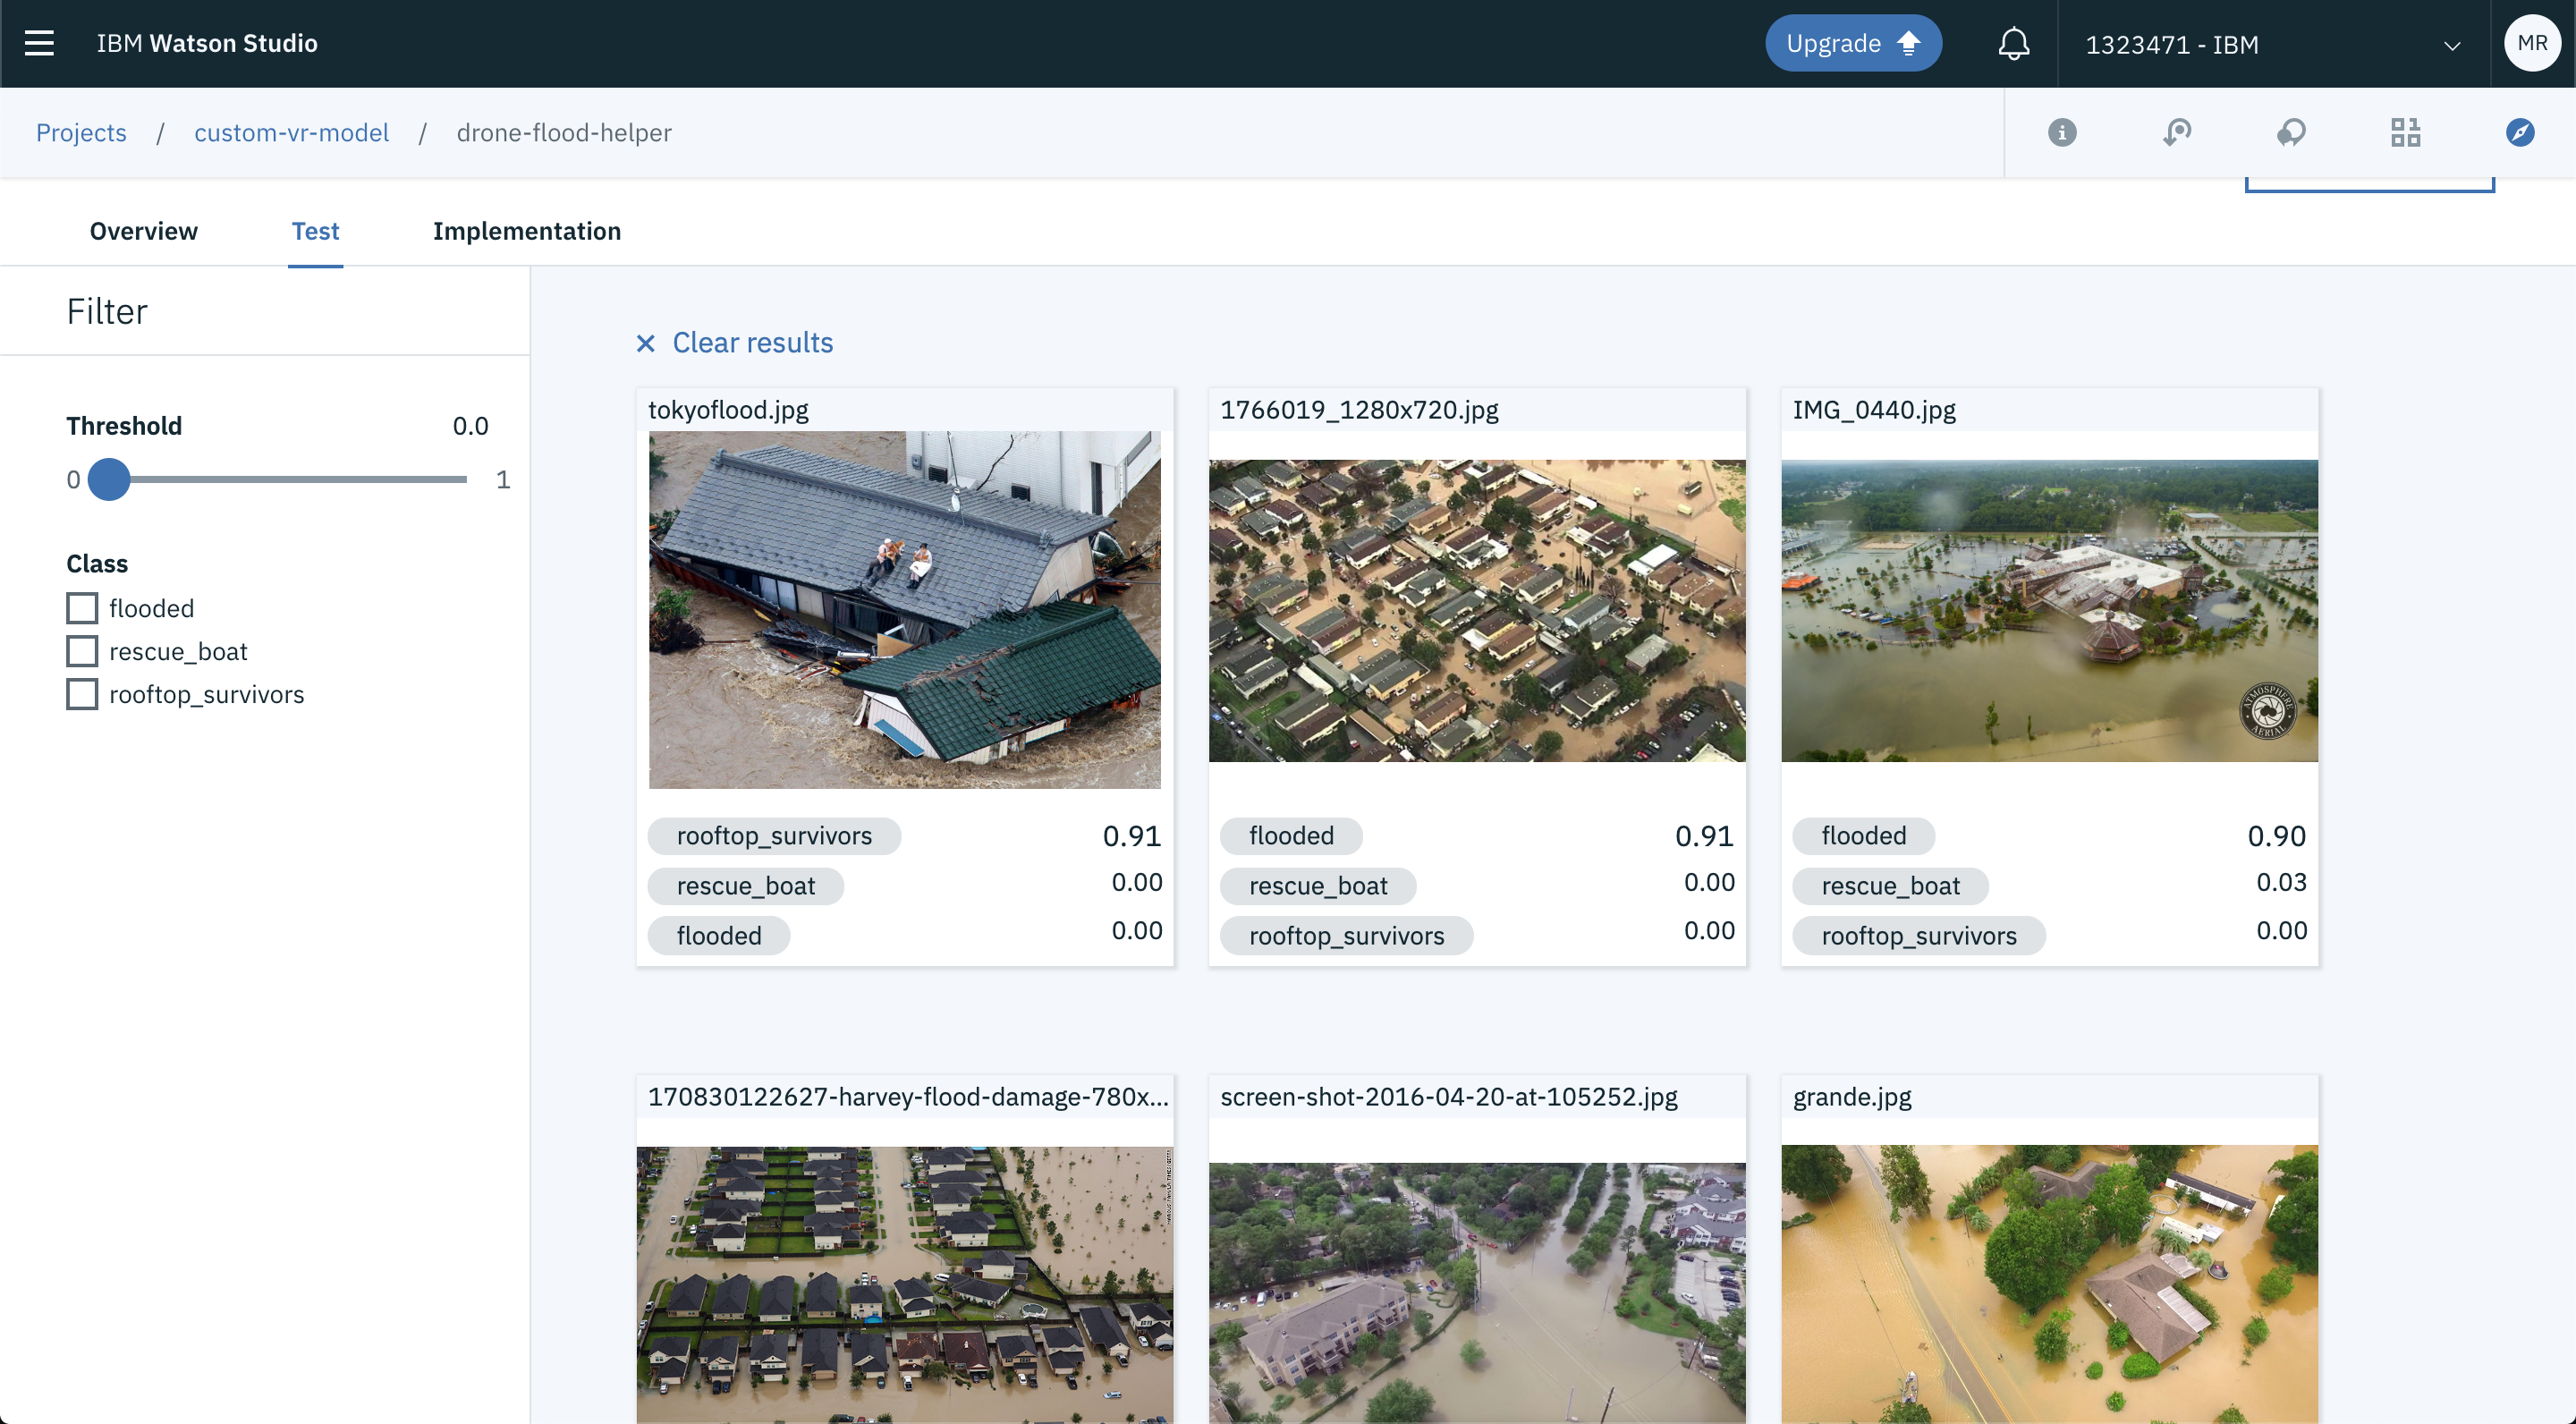 IBM Watson Studio
Upgrade
1323471 - IBM
MR
Projects / custom-vr-model / drone-flood-helper
Overview
Test
Implementation
Filter
Threshold 0.0
0 1
Class
flooded
rescue_boat
rooftop_survivors
× Clear results
tokyoflood.jpg
rooftop_survivors 0.91
rescue_boat 0.00
flooded 0.00
1766019_1280x720.jpg
flooded 0.91
rescue_boat 0.00
rooftop_survivors 0.00
IMG_0440.jpg
ATMOSPHERE
AERIAL
flooded 0.90
rescue_boat 0.03
rooftop_survivors 0.00
170830122627-harvey-flood-damage-780x...
screen-shot-2016-04-20-at-105252.jpg
grande.jpg